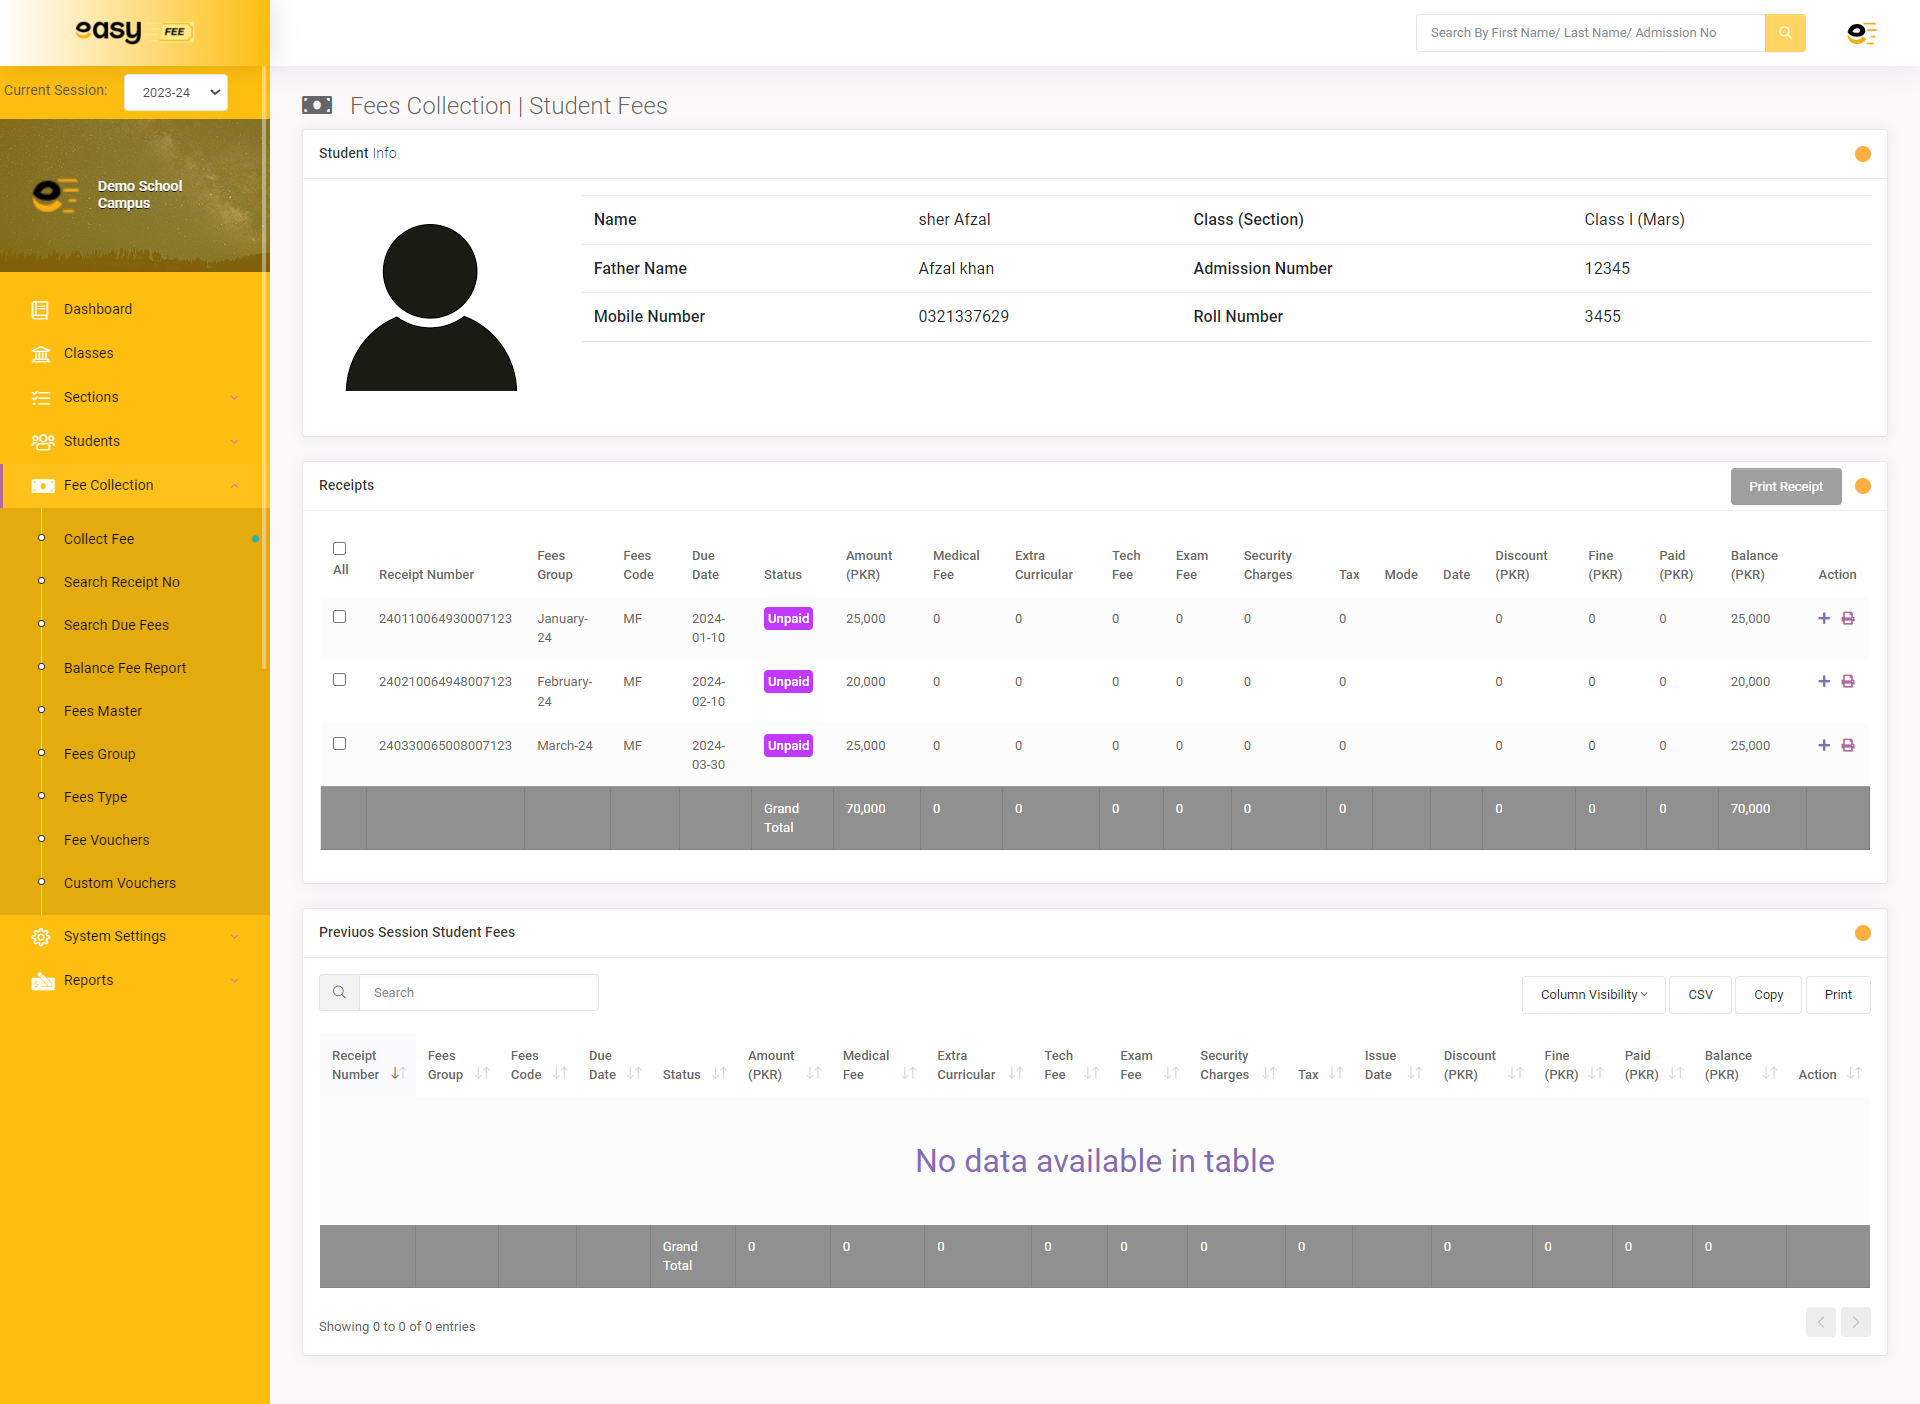 easy FEE
Search By First Name/ Last Name/ Admission No
Current Session: 2023-24
Demo School
Campus
Dashboard
Classes
Sections
Students
Fee Collection
Collect Fee
Search Receipt No
Search Due Fees
Balance Fee Report
Fees Master
Fees Group
Fees Type
Fee Vouchers
Custom Vouchers
System Settings
Reports
Fees Collection | Student Fees
Student Info
Name sher Afzal Class (Section) Class I (Mars)
Father Name Afzal khan Admission Number 12345
Mobile Number 0321337629 Roll Number 3455
Receipts Print Receipt
All Receipt Number Fees Group Fees Code Due Date Status Amount (PKR) Medical Fee Extra Curricular Tech Fee Exam Fee Security Charges Tax Mode Date Discount (PKR) Fine (PKR) Paid (PKR) Balance (PKR) Action
240110064930007123 January-24 MF 2024-01-10 Unpaid 25,000 0 0 0 0 0 0 0 0 0 25,000
240210064948007123 February-24 MF 2024-02-10 Unpaid 20,000 0 0 0 0 0 0 0 0 0 20,000
240330065008007123 March-24 MF 2024-03-30 Unpaid 25,000 0 0 0 0 0 0 0 0 0 25,000
Grand Total 70,000 0 0 0 0 0 0 0 0 0 70,000
Previuos Session Student Fees
Search Column Visibility CSV Copy Print
Receipt Number Fees Group Fees Code Due Date Status Amount (PKR) Medical Fee Extra Curricular Tech Fee Exam Fee Security Charges Tax Issue Date Discount (PKR) Fine (PKR) Paid (PKR) Balance (PKR) Action
No data available in table
Grand Total 0 0 0 0 0 0 0 0 0 0 0
Showing 0 to 0 of 0 entries